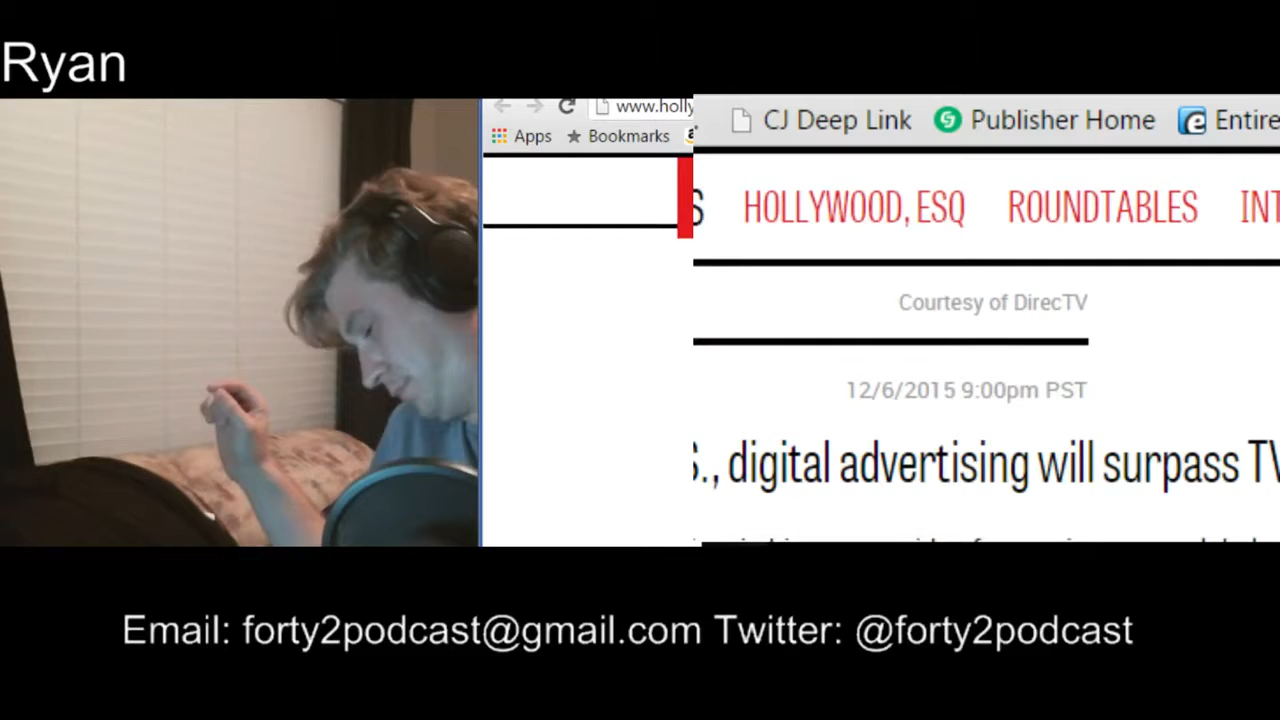 Ryan
www.holly
Apps Bookmarks
CJ Deep Link Publisher Home Entire
S HOLLYWOOD, ESQ ROUNDTABLES INT
Courtesy of DirecTV
12/6/2015 9:00pm PST
S., digital advertising will surpass TV
Email: forty2podcast@gmail.com Twitter: @forty2podcast